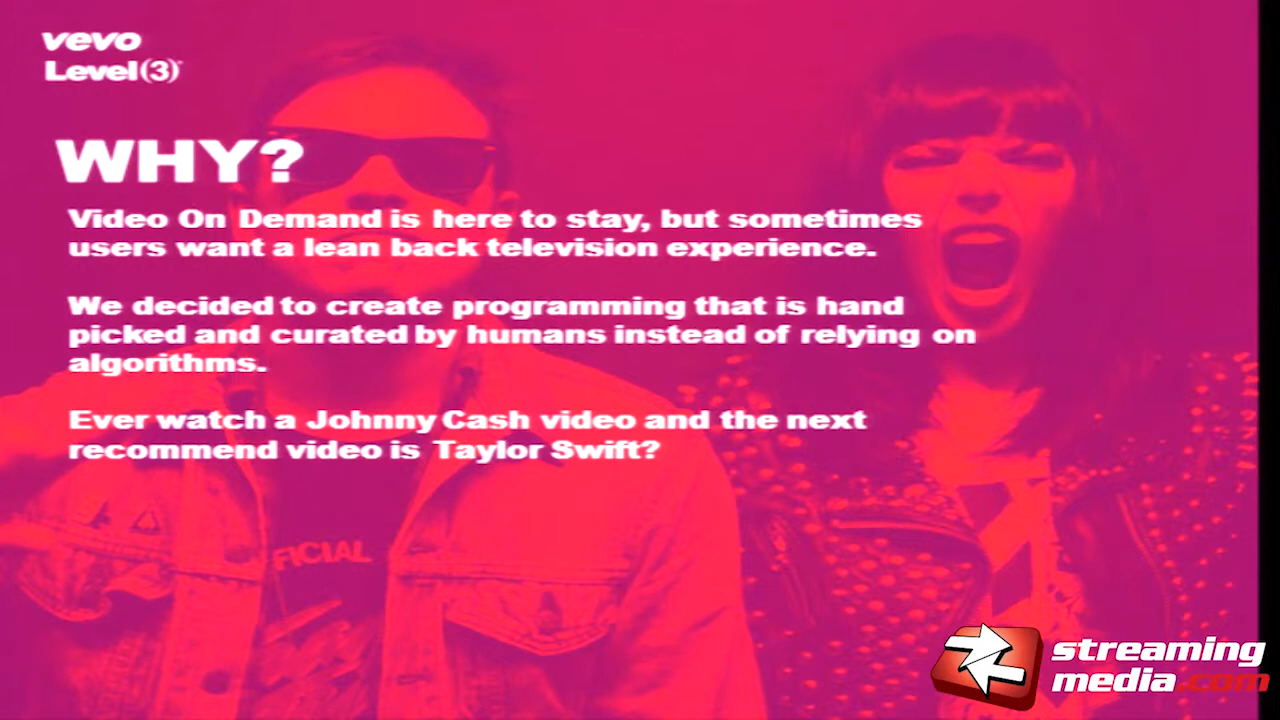 vevo
Level(3)
WHY?
Video On Demand is here to stay, but sometimes
users want a lean back television experience.
We decided to create programming that is hand
picked and curated by humans instead of relying on
algorithms.
Ever watch a Johnny Cash video and the next
recommend video is Taylor Swift?
FICIAL
streaming
media.com